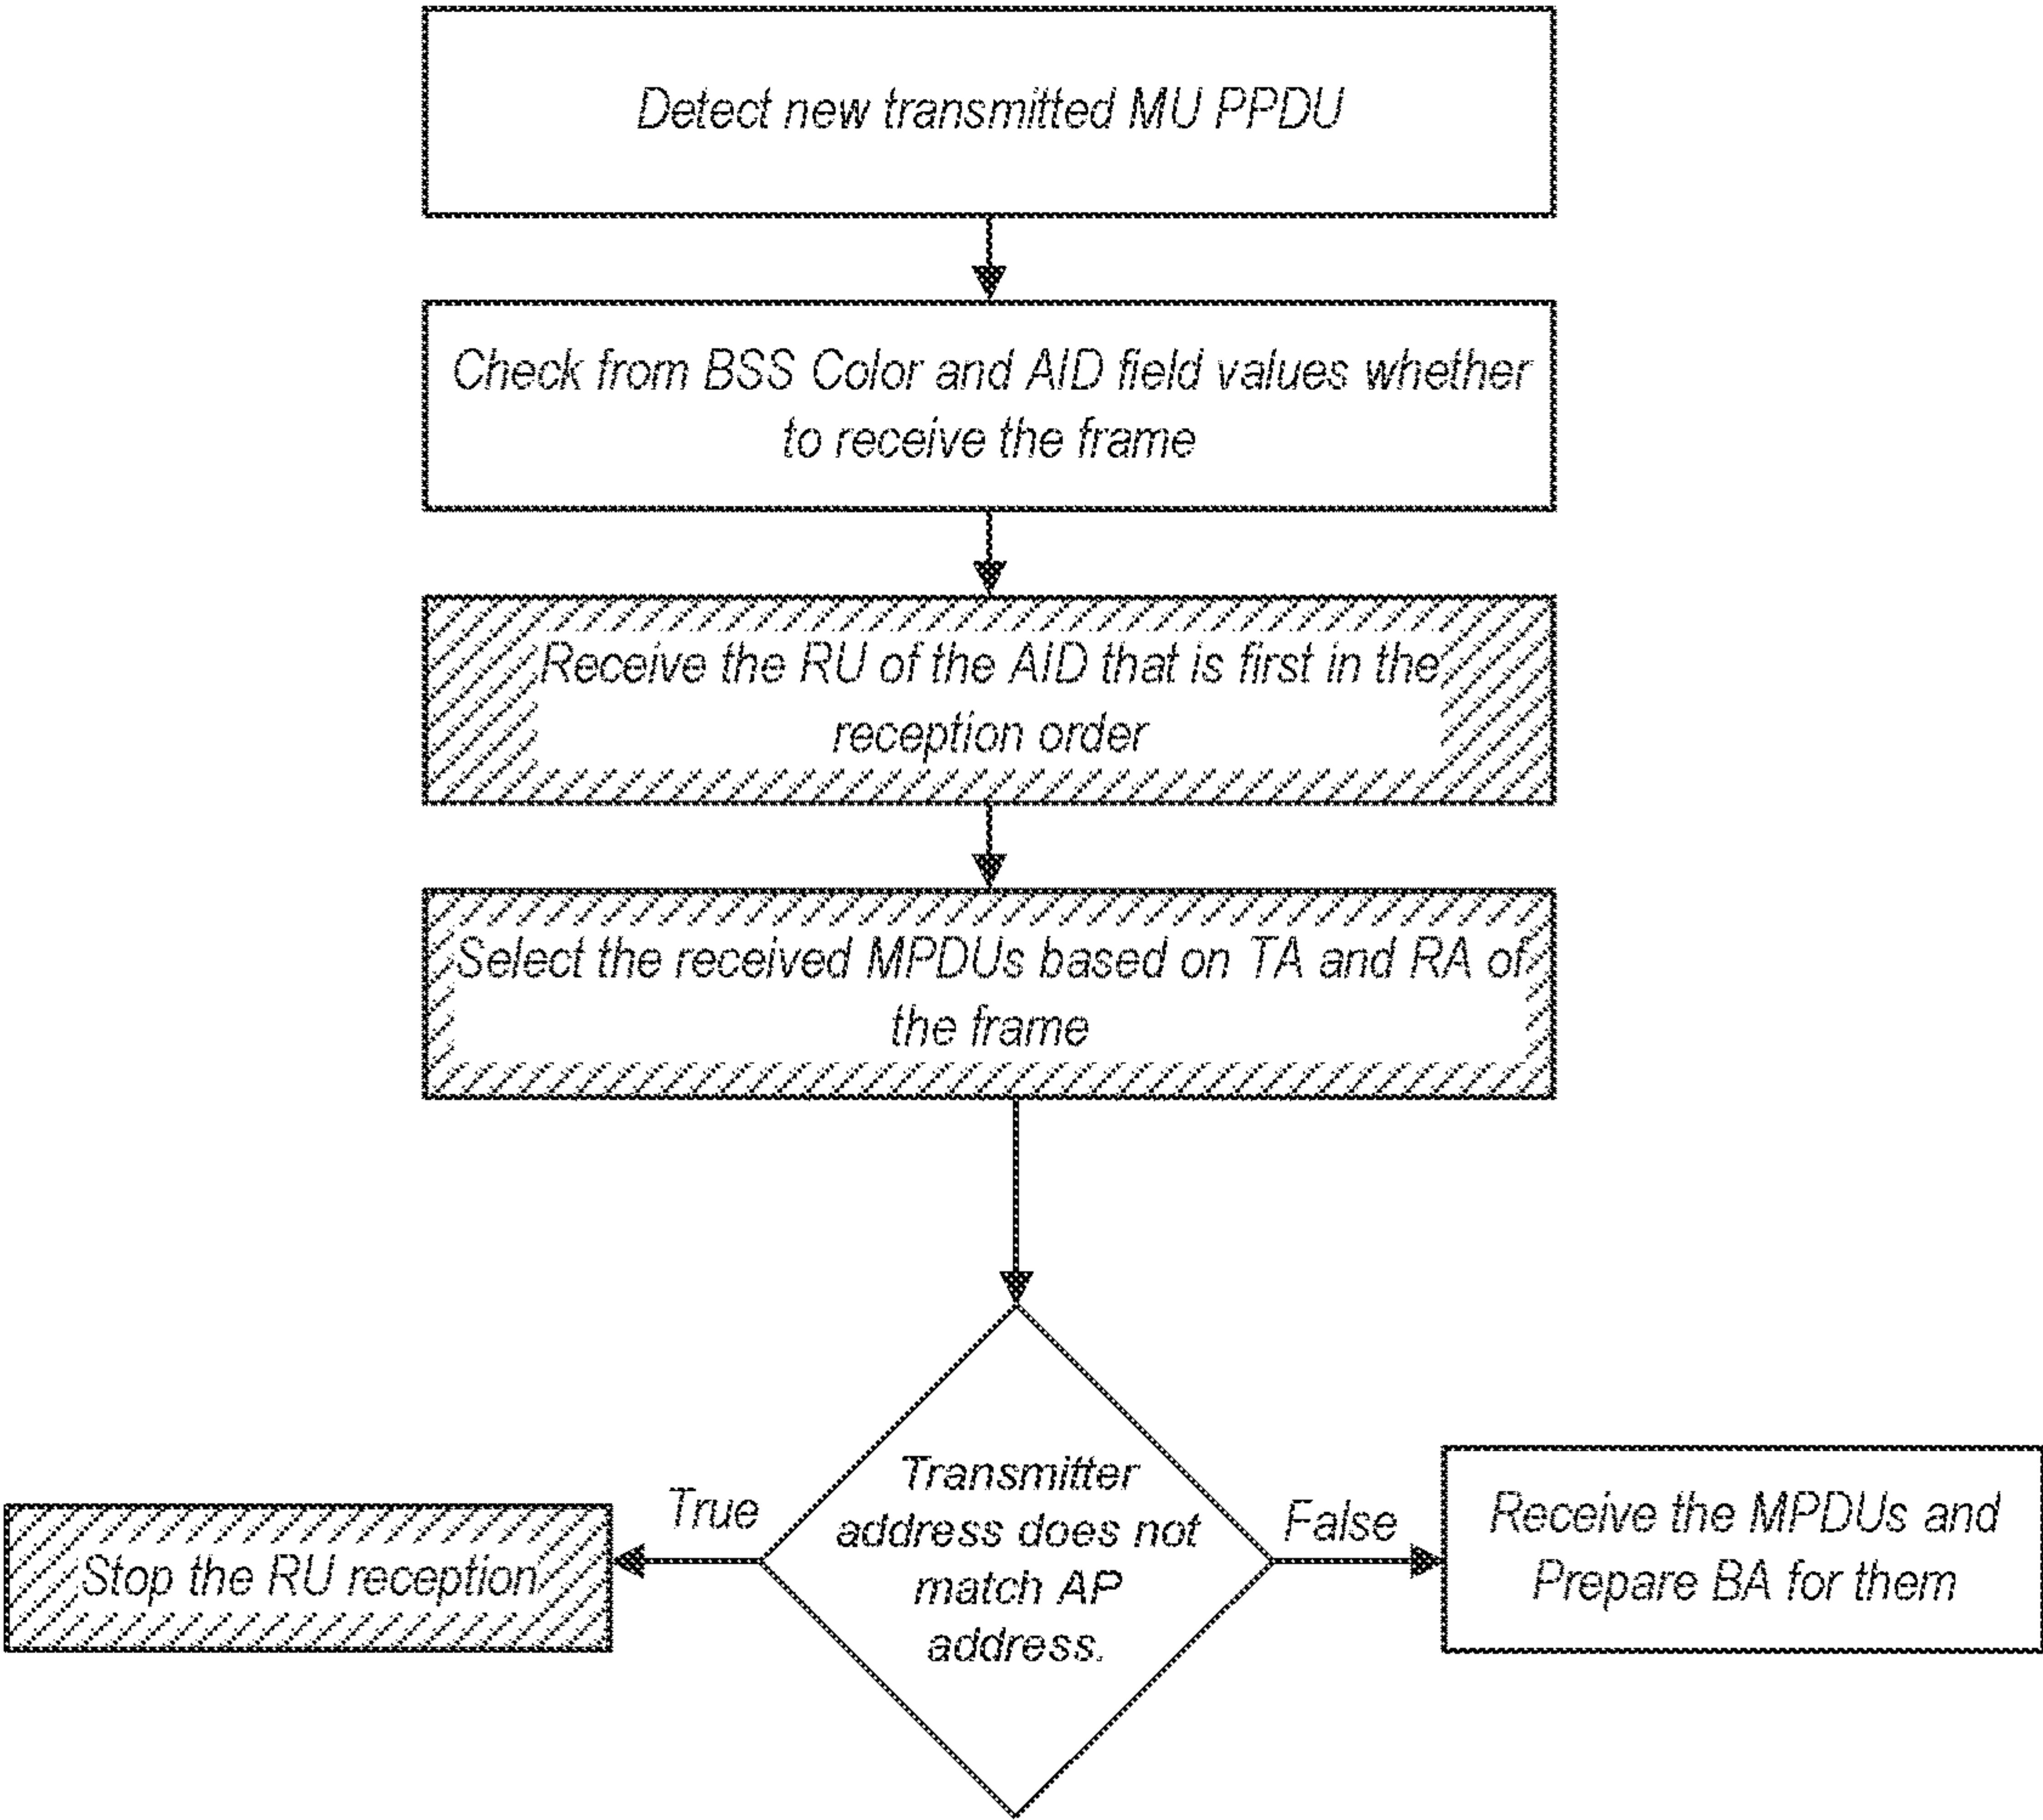 Detect new transmitted MU PPDU
Check from BSS Color and AID field values whether
to receive the frame
Receive the RU of the AID that is first in the
reception order
Select the received MPDUs based on TA and RA of
the frame
Transmitter
address does not
match AP
address.
True
False
Stop the RU reception
Receive the MPDUs and
Prepare BA for them